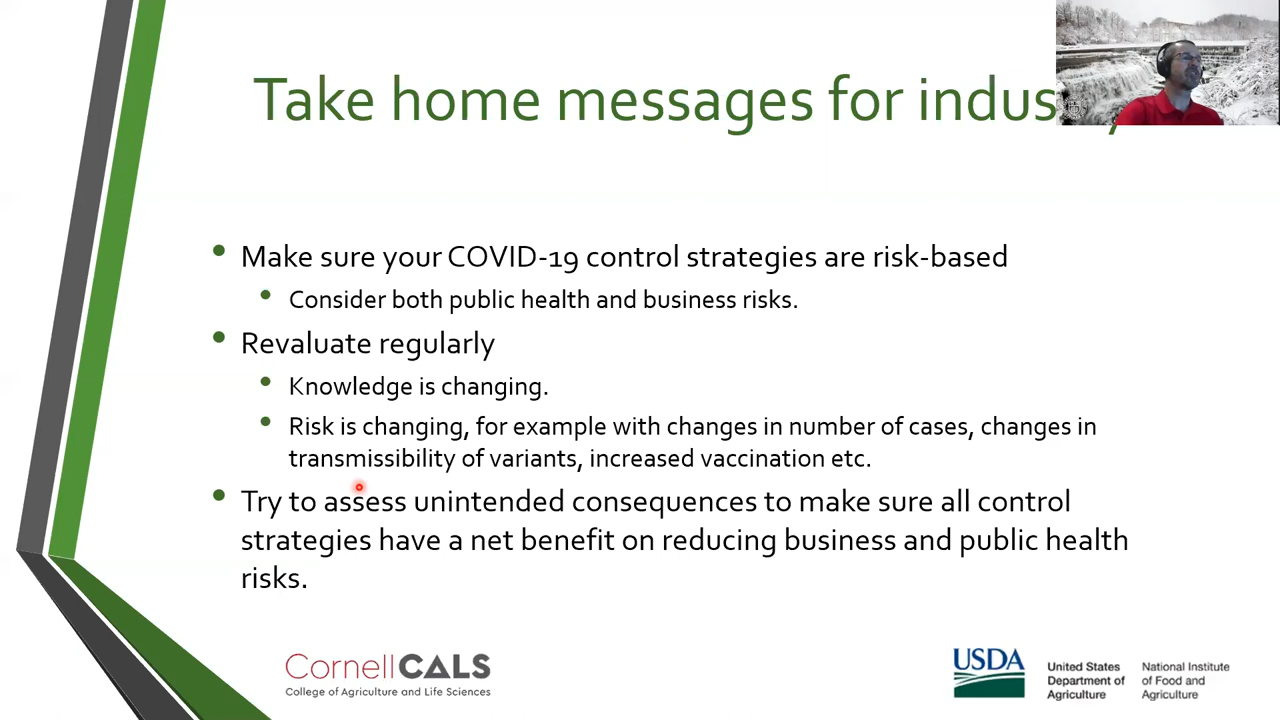 Take home messages for indus
Make sure your COVID-19 control strategies are risk-based
Consider both public health and business risks.
Revaluate regularly
Knowledge is changing.
Risk is changing, for example with changes in number of cases, changes in
transmissibility of variants, increased vaccination etc.
Try to assess unintended consequences to make sure all control
strategies have a net benefit on reducing business and public health
risks.
CornellCALS
College of Agriculture and Life Sciences
USDA
United States
Department of
Agriculture
National Institute
of Food and
Agriculture